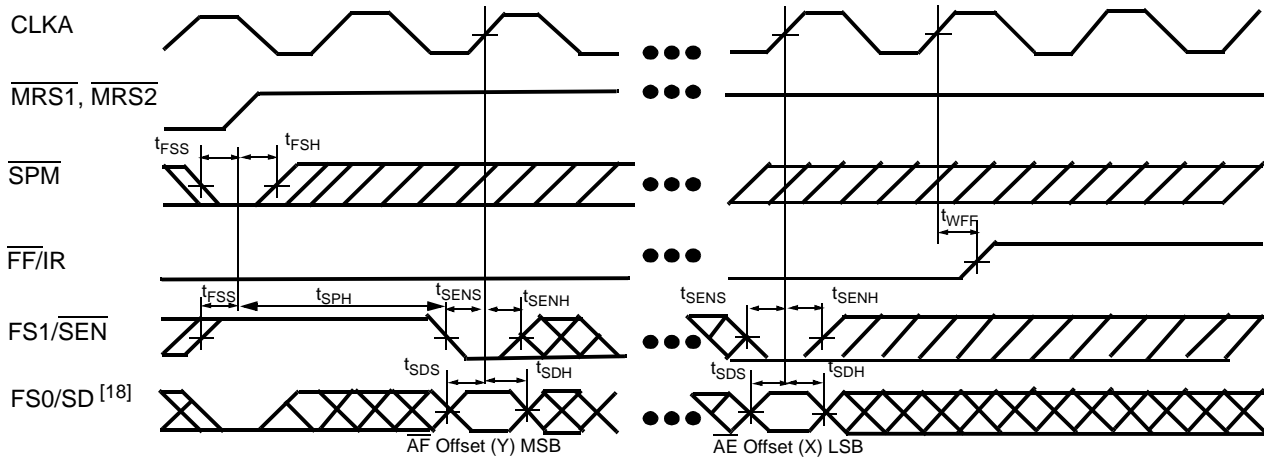 CLKA
MRS1, MRS2
tFSS tFSH
SPM
tWFF
FF/IR
tFSS tSPH tSENS tSENH tSENS tSENH
FS1/SEN
tSDS tSDH tSDS tSDH
FS0/SD [18]
AF Offset (Y) MSB AE Offset (X) LSB